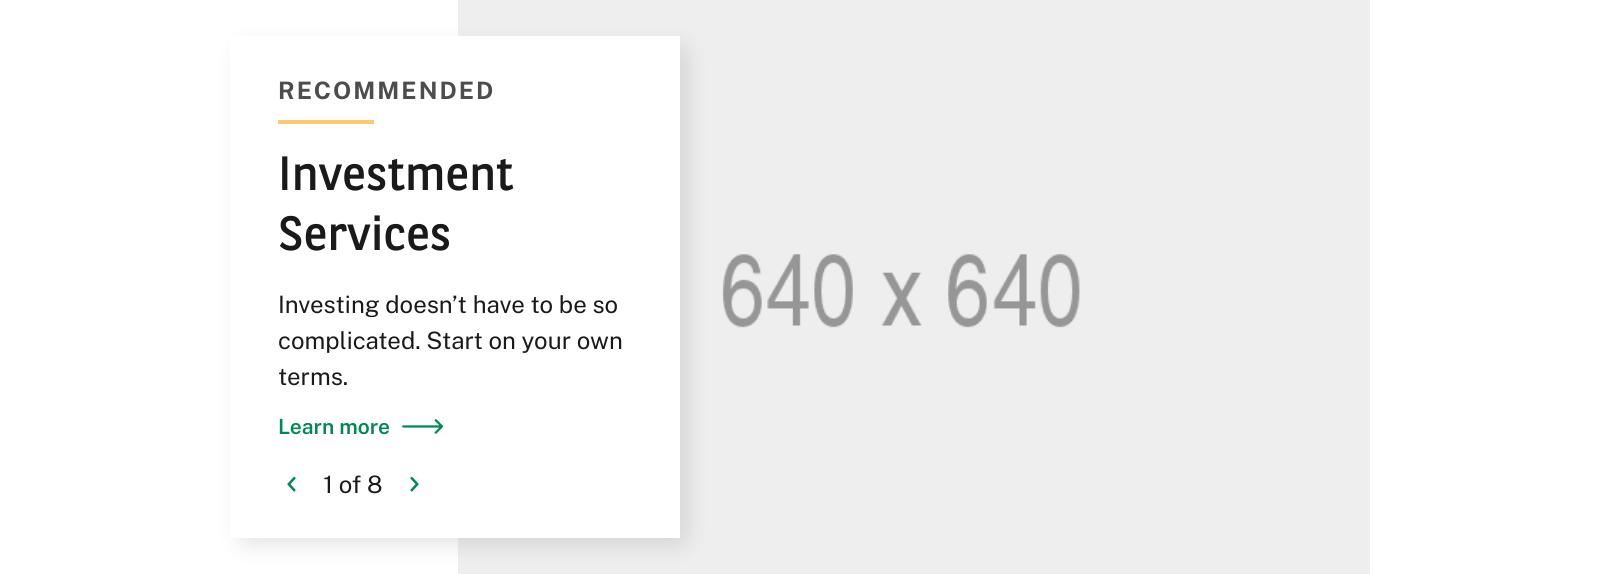 RECOMMENDED
Investment
Services
Investing doesn’t have to be so
complicated. Start on your own
terms.
Learn more
1 of 8
640 x 640